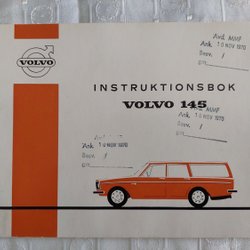 VOLVO
INSTRUKTIONSBOK
VOLVO 145
Avd. MMF
Ank. 10 NOV 1970
Besv. /
Avd. MMF
Ank. 10 NOV 1970
Besv. /
Ank. 10 NOV 1970
Besv. /